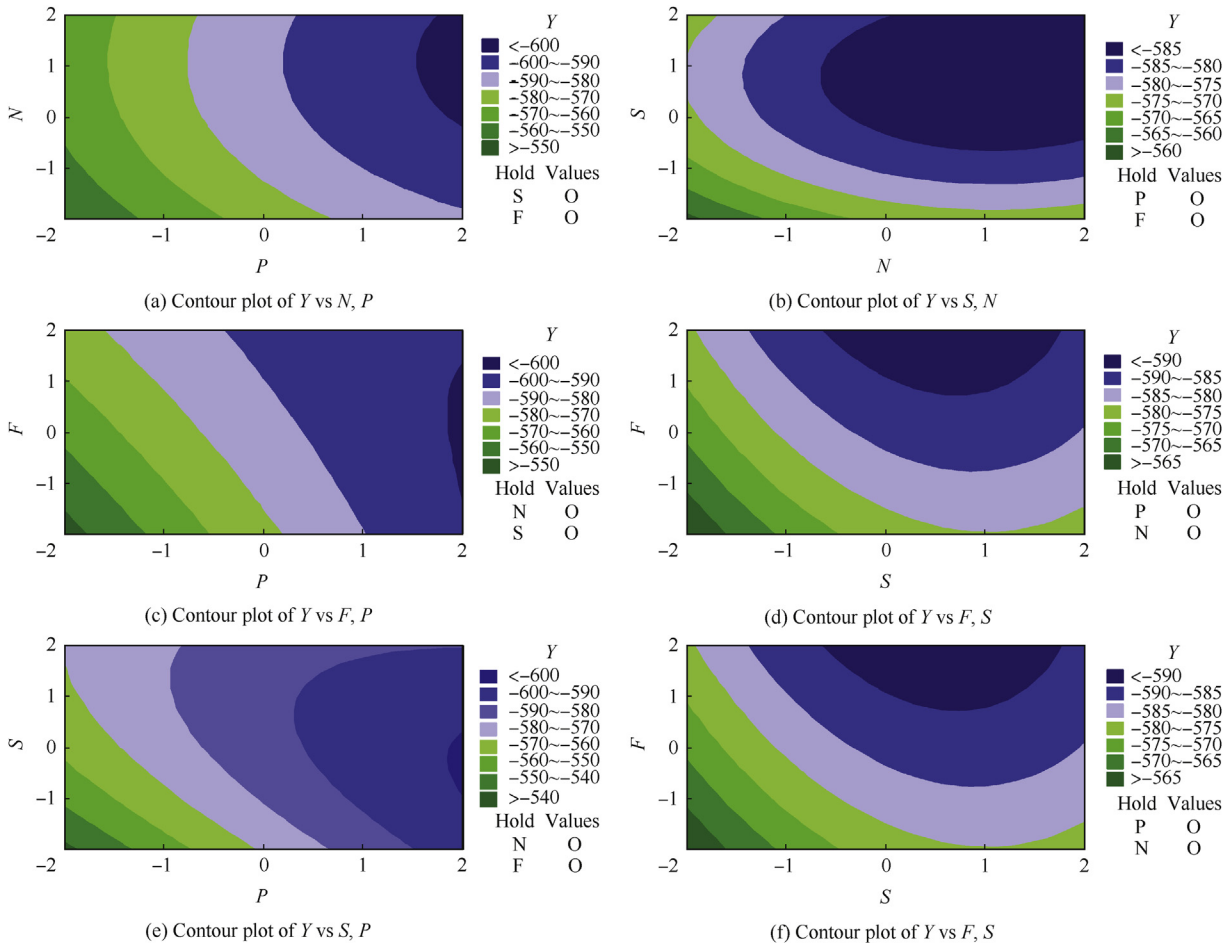 Y
<-600
-600~-590
-590~-580
-580~-570
-570~-560
-560~-550
>-550
Hold Values
S O
F O
N
2
1
0
-1
-2
0
1
2
-1
P
(a) Contour plot of Y vs N, P
Y
<-585
-585~-580
-580~-575
-575~-570
-570~-565
-565~-560
>-560
Hold Values
P O
F O
S
2
1
0
-1
-2
-1
0
1
2
N
(b) Contour plot of Y vs S, N
Y
<-600
-600~-590
-590~-580
-580~-570
-570~-560
-560~-550
>-550
Hold Values
N O
S O
F
2
1
0
-1
-2
-1
0
1
2
P
(c) Contour plot of Y vs F, P
Y
<-590
-590~-585
-585~-580
-580~-575
-575~-570
-570~-565
>-565
Hold Values
P O
N O
F
2
1
0
-1
-2
-1
0
1
2
S
(d) Contour plot of Y vs F, S
Y
<-600
-600~-590
-590~-580
-580~-570
-570~-560
-560~-550
-550~-540
>-540
Hold Values
N O
F O
S
2
1
0
-1
-2
-1
0
1
2
P
(e) Contour plot of Y vs S, P
Y
<-590
-590~-585
-585~-580
-580~-575
-575~-570
-570~-565
>-565
Hold Values
P O
N O
F
2
1
0
-1
-2
-1
0
1
2
S
(f) Contour plot of Y vs F, S